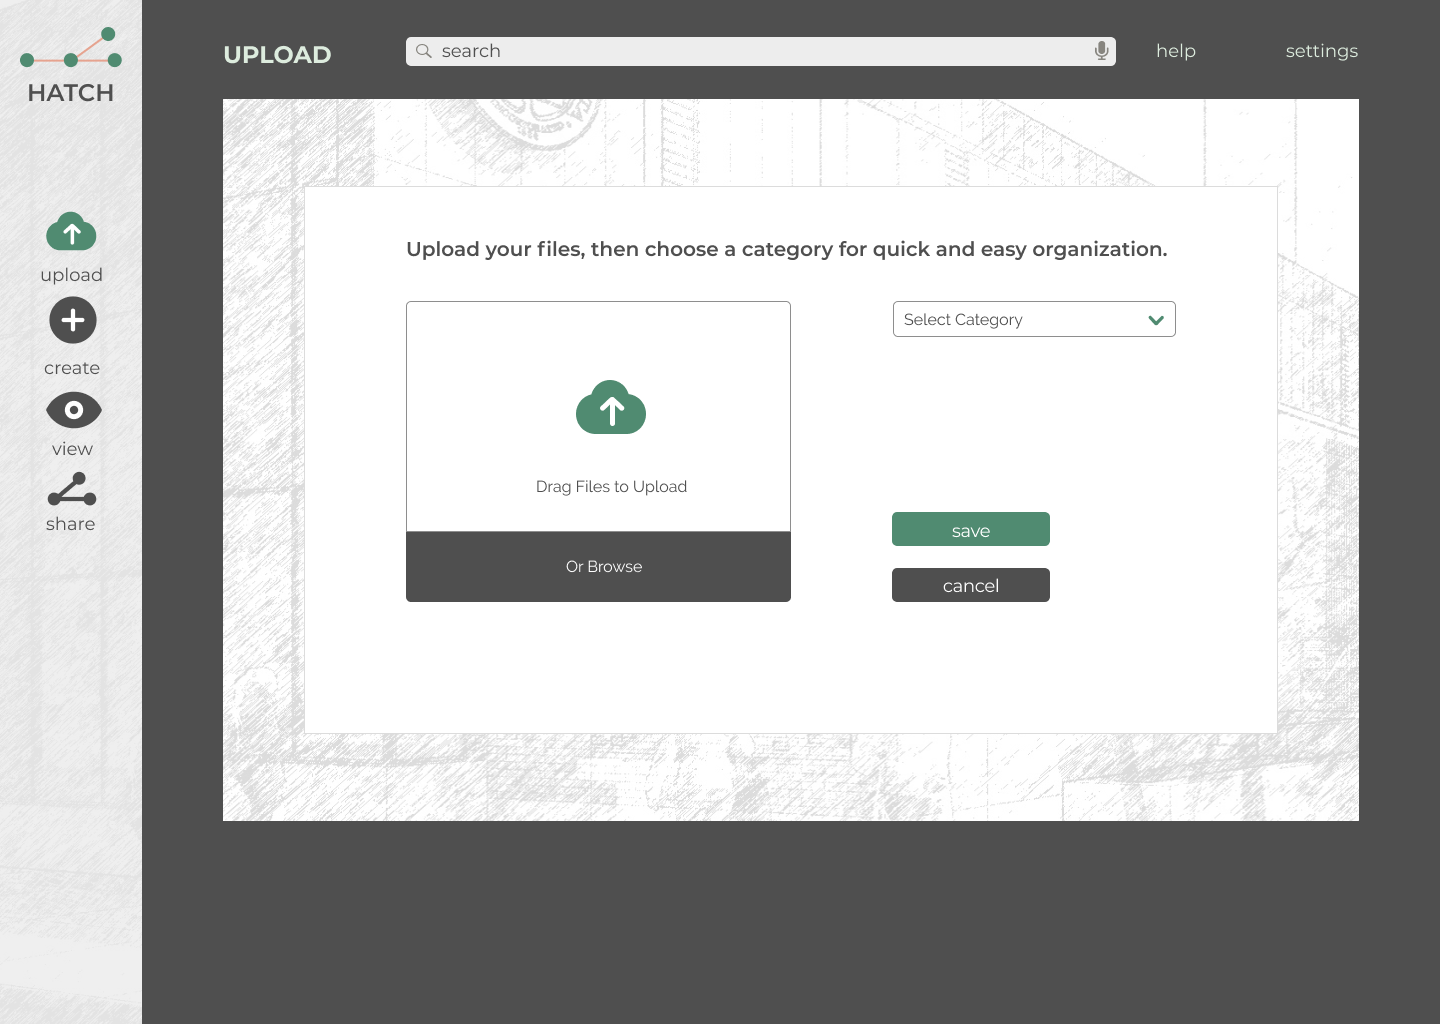 HATCH
upload
create
view
share
UPLOAD
search
help
settings
Upload your files, then choose a category for quick and easy organization.
Drag Files to Upload
Or Browse
Select Category
save
cancel